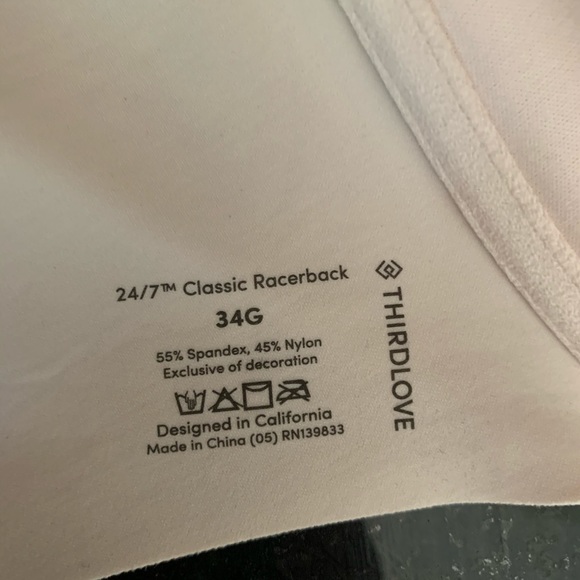 24/7™ Classic Racerback
34G
55% Spandex, 45% Nylon
Exclusive of decoration
Designed in California
Made in China (05) RN139833
THIRDLOVE